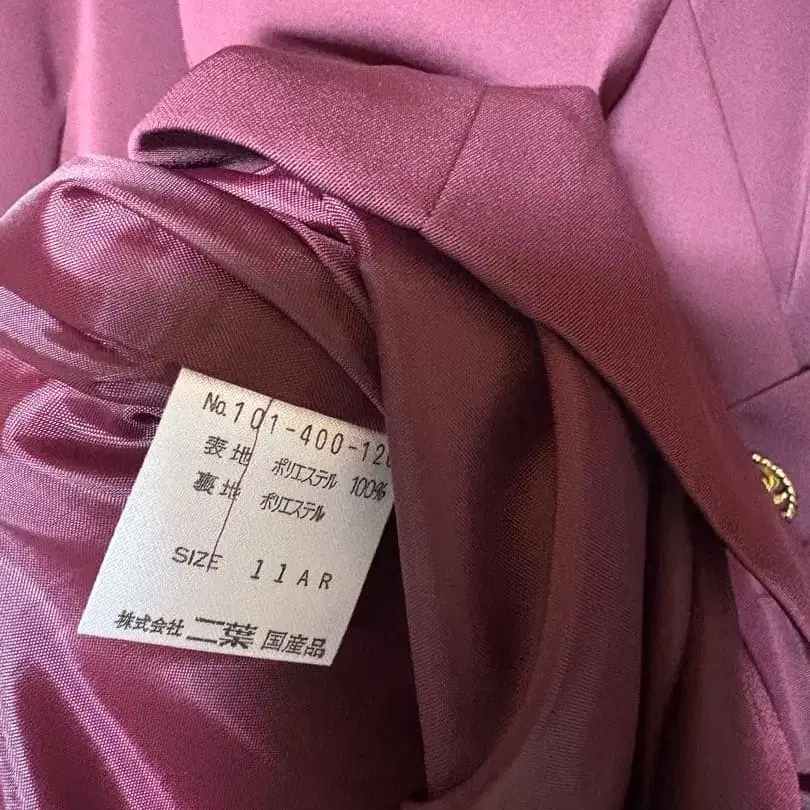 No.101-400-120
表地 ポリエステル 100%
裏地 ポリエステル
SIZE 11AR
株式会社 二葉 国産品